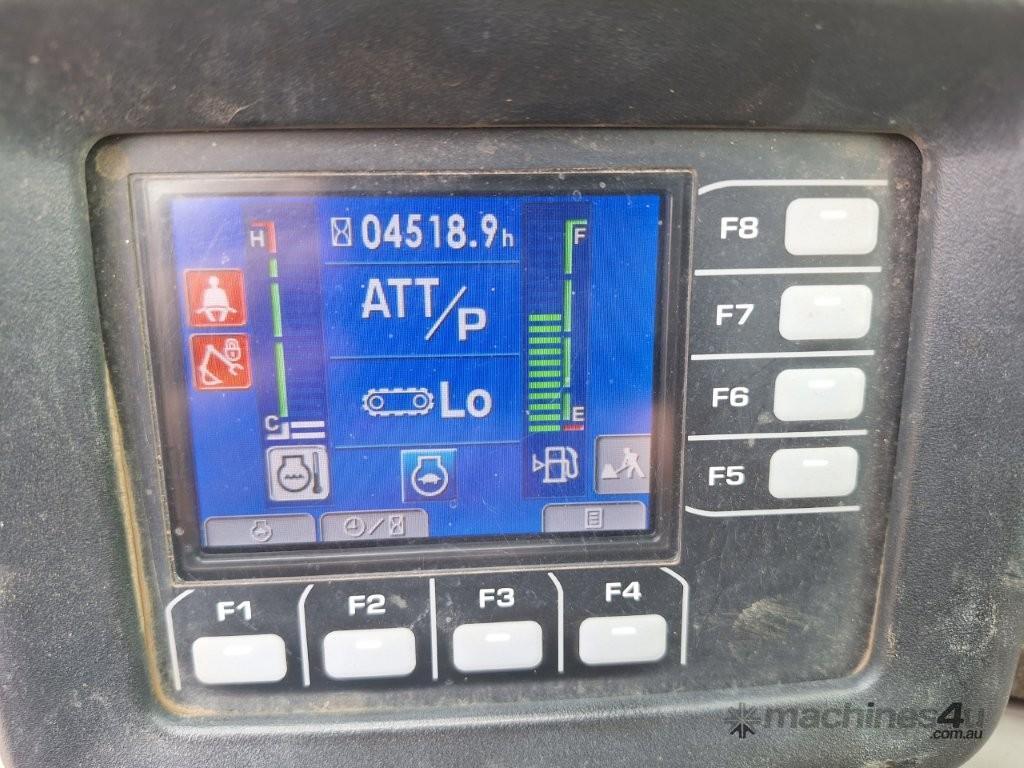 H
04518.9h
F
ATT/P
Lo
C
E
F8
F7
F6
F5
F1
F2
F3
F4
machines4u
.com.au